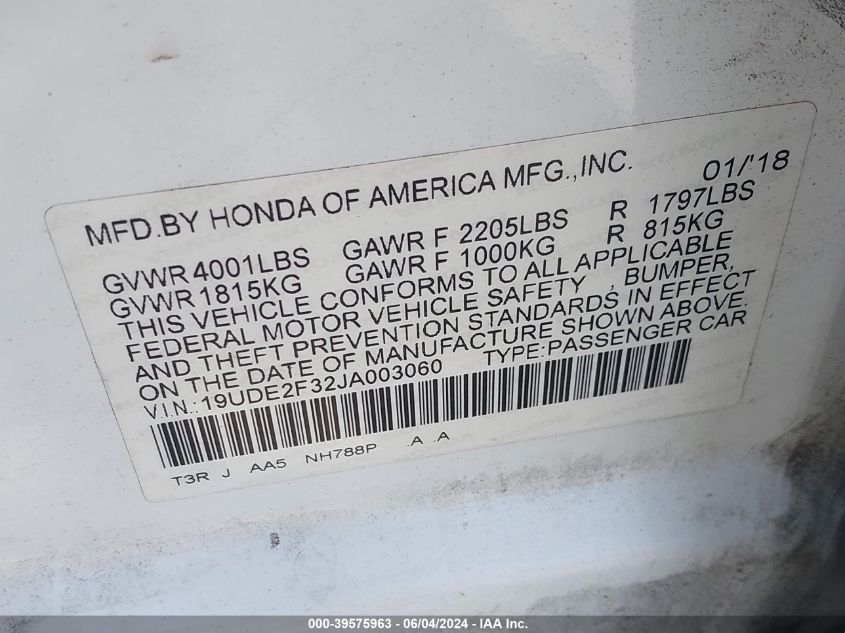 MFD.BY HONDA OF AMERICA MFG.,INC. 01/'18
GVWR 4001LBS GAWR F 2205LBS R 1797LBS
GVWR 1815KG GAWR F 1000KG R 815KG
THIS VEHICLE CONFORMS TO ALL APPLICABLE
FEDERAL MOTOR VEHICLE SAFETY , BUMPER,
AND THEFT PREVENTION STANDARDS IN EFFECT
ON THE DATE OF MANUFACTURE SHOWN ABOVE.
V.I.N.:19UDE2F32JA003060 TYPE:PASSENGER CAR
T3R J AA5 NH788P .A A
000-39575963 - 06/04/2024 - IAA Inc.